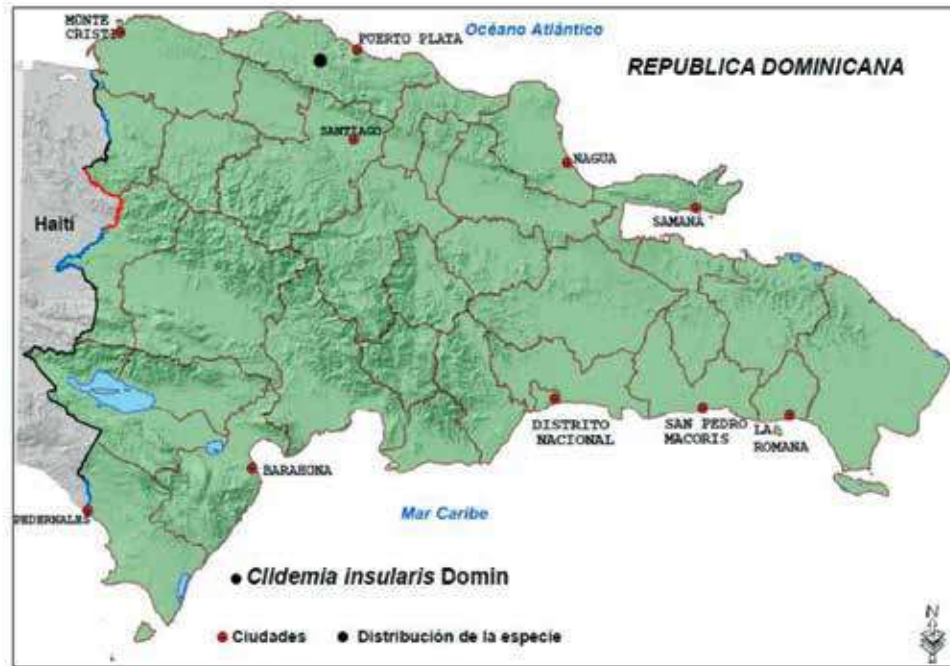 MONTE -
CRISTI
PUERTO PLATA
Océano Atlántico
REPUBLICA DOMINICANA
SANTIAGO
NAGUA
SAMANA
Haití
DISTRITO
NACIONAL
SAN PEDRO
MACORIS
LA
ROMANA
BARAHONA
PEDERNALES
Mar Caribe
Clidemia insularis Domin
Ciudades
Distribución de la especie
N